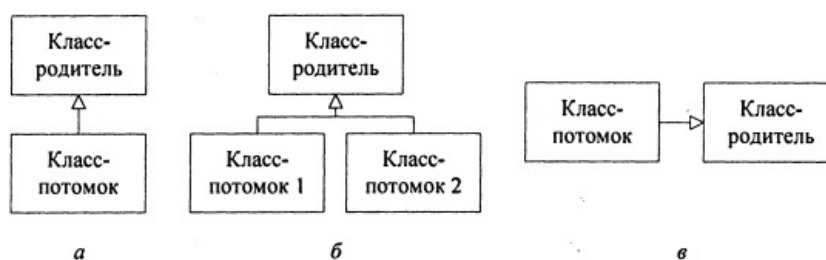 Класс-
родитель
Класс-
потомок
а
Класс-
родитель
Класс-
потомок 1
Класс-
потомок 2
б
Класс-
потомок
Класс-
родитель
в